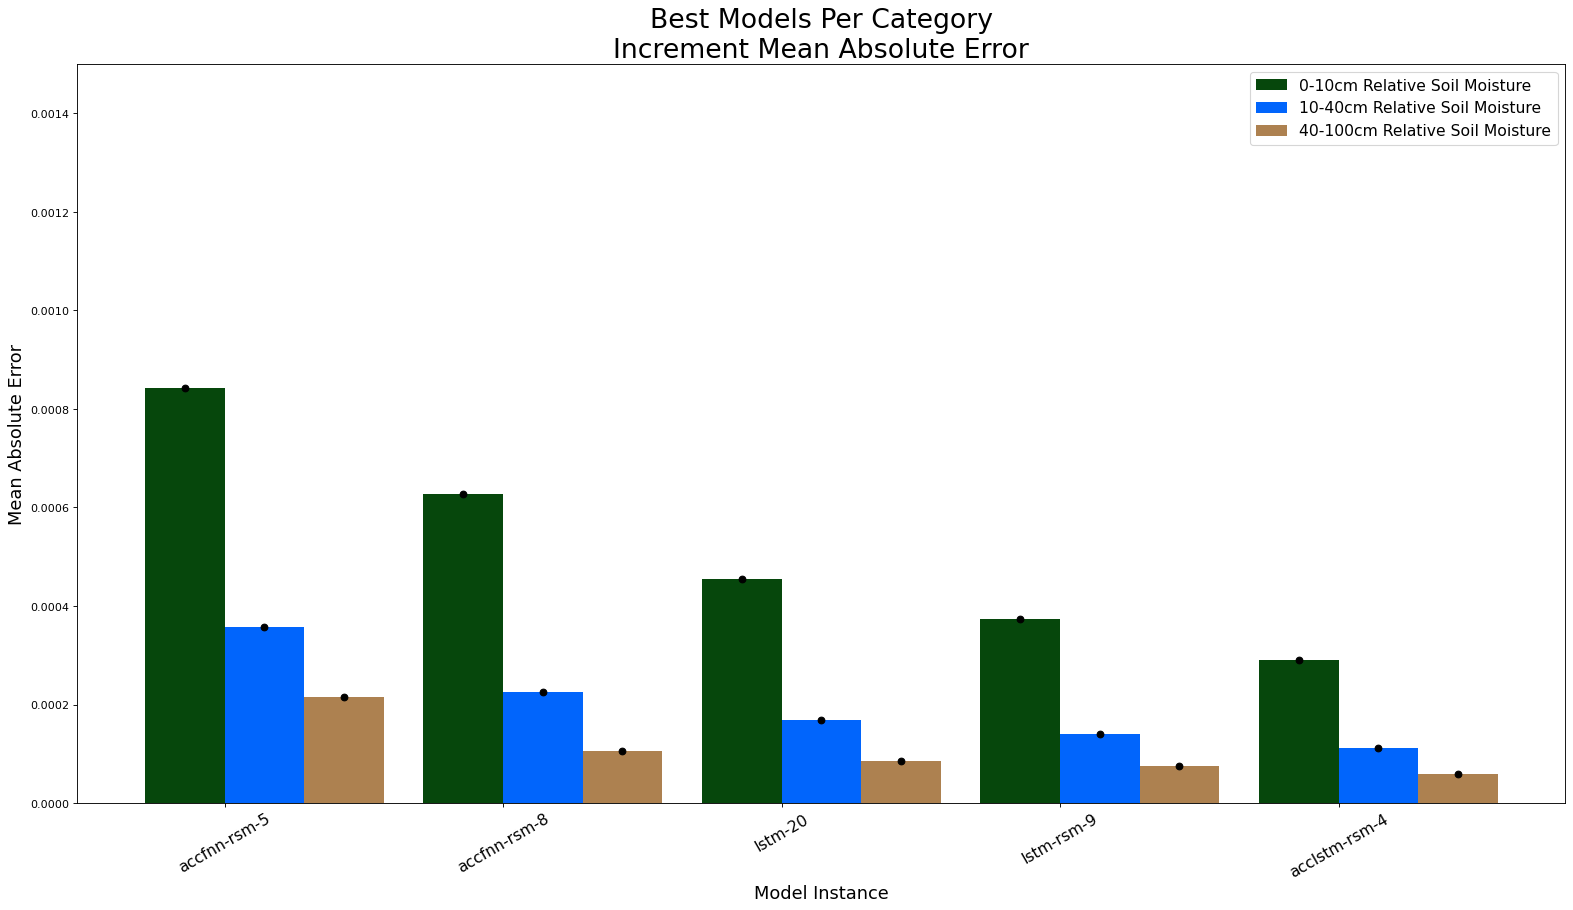 Best Models Per Category
Increment Mean Absolute Error
0-10cm Relative Soil Moisture
10-40cm Relative Soil Moisture
40-100cm Relative Soil Moisture
Mean Absolute Error
0.0014
0.0012
0.0010
0.0008
0.0006
0.0004
0.0002
0.0000
accfnn-rsm-5
accfnn-rsm-8
lstm-20
lstm-rsm-9
acclstm-rsm-4
Model Instance